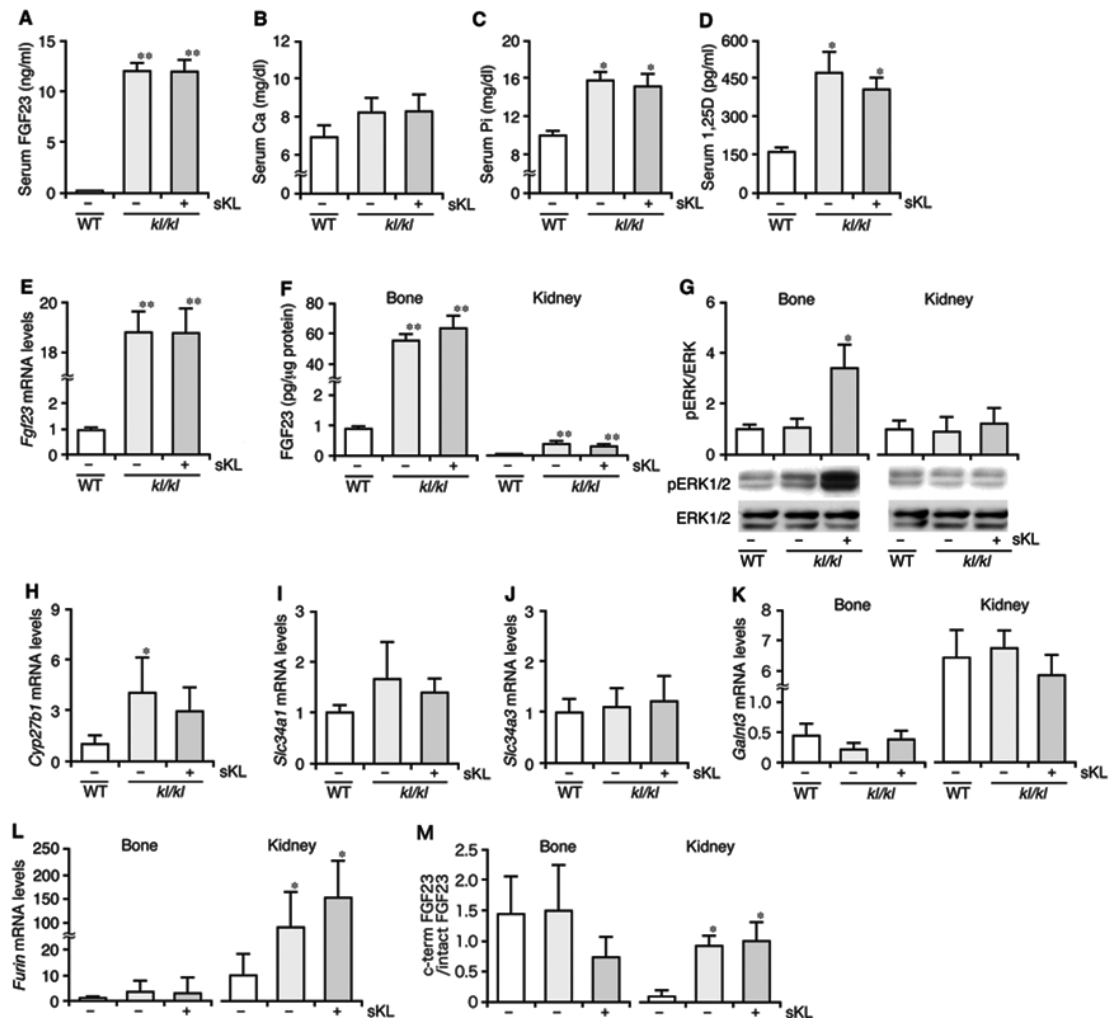 A
Serum FGF23 (ng/ml)
15
10
5
0
**
**
− − + sKL
WT kl/kl
B
Serum Ca (mg/dl)
12
10
8
6
0
− − + sKL
WT kl/kl
C
Serum Pi (mg/dl)
20
16
12
10
0
*
*
− − + sKL
WT kl/kl
D
Serum 1,25D (pg/ml)
600
450
300
150
0
*
*
− − + sKL
WT kl/kl
E
Fgf23 mRNA levels
20
18
2
1
0
**
**
− − + sKL
WT kl/kl
F
Bone Kidney
FGF23 (pg/μg protein)
80
60
40
2
1
0
**
**
**
**
− − + − − + sKL
WT kl/kl WT kl/kl
G
Bone Kidney
pERK/ERK
6
4
2
0
*
pERK1/2
ERK1/2
− − + − − + sKL
WT kl/kl WT kl/kl
H
Cyp27b1 mRNA levels
9
6
3
0
*
− − + sKL
WT kl/kl
I
Slc34a1 mRNA levels
3
2
1
0
− − + sKL
WT kl/kl
J
Slc34a3 mRNA levels
3
2
1
0
− − + sKL
WT kl/kl
K
Bone Kidney
Galnt3 mRNA levels
8
7
6
1.0
0.5
0
− − + − − + sKL
WT kl/kl WT kl/kl
L
Bone Kidney
Furin mRNA levels
250
200
150
100
20
10
0
*
*
− − + − − +
M
Bone Kidney
c-term FGF23
/intact FGF23
2.5
2.0
1.5
1.0
0.5
0
*
*
− − + − − + sKL